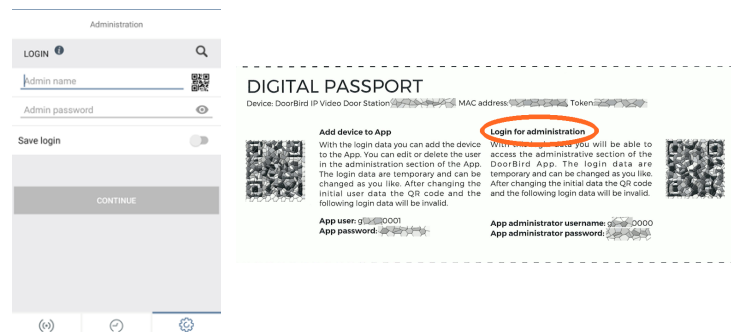 Administration
LOGIN
Admin name
Admin password
Save login
CONTINUE
DIGITAL PASSPORT
Device: DoorBird IP Video Door Station MAC address: Token:
Add device to App
With the login data you can add the device
to the App. You can edit or delete the user
in the administration section of the App.
The login data are temporary and can be
changed as you like. After changing the
initial user data the QR code and the
following login data will be invalid.
App user: g 0001
App password:
Login for administration
With this login data you will be able to
access the administrative section of the
DoorBird App. The login data are
temporary and can be changed as you like.
After changing the initial data the QR code
and the following login data will be invalid.
App administrator username: g 0000
App administrator password: